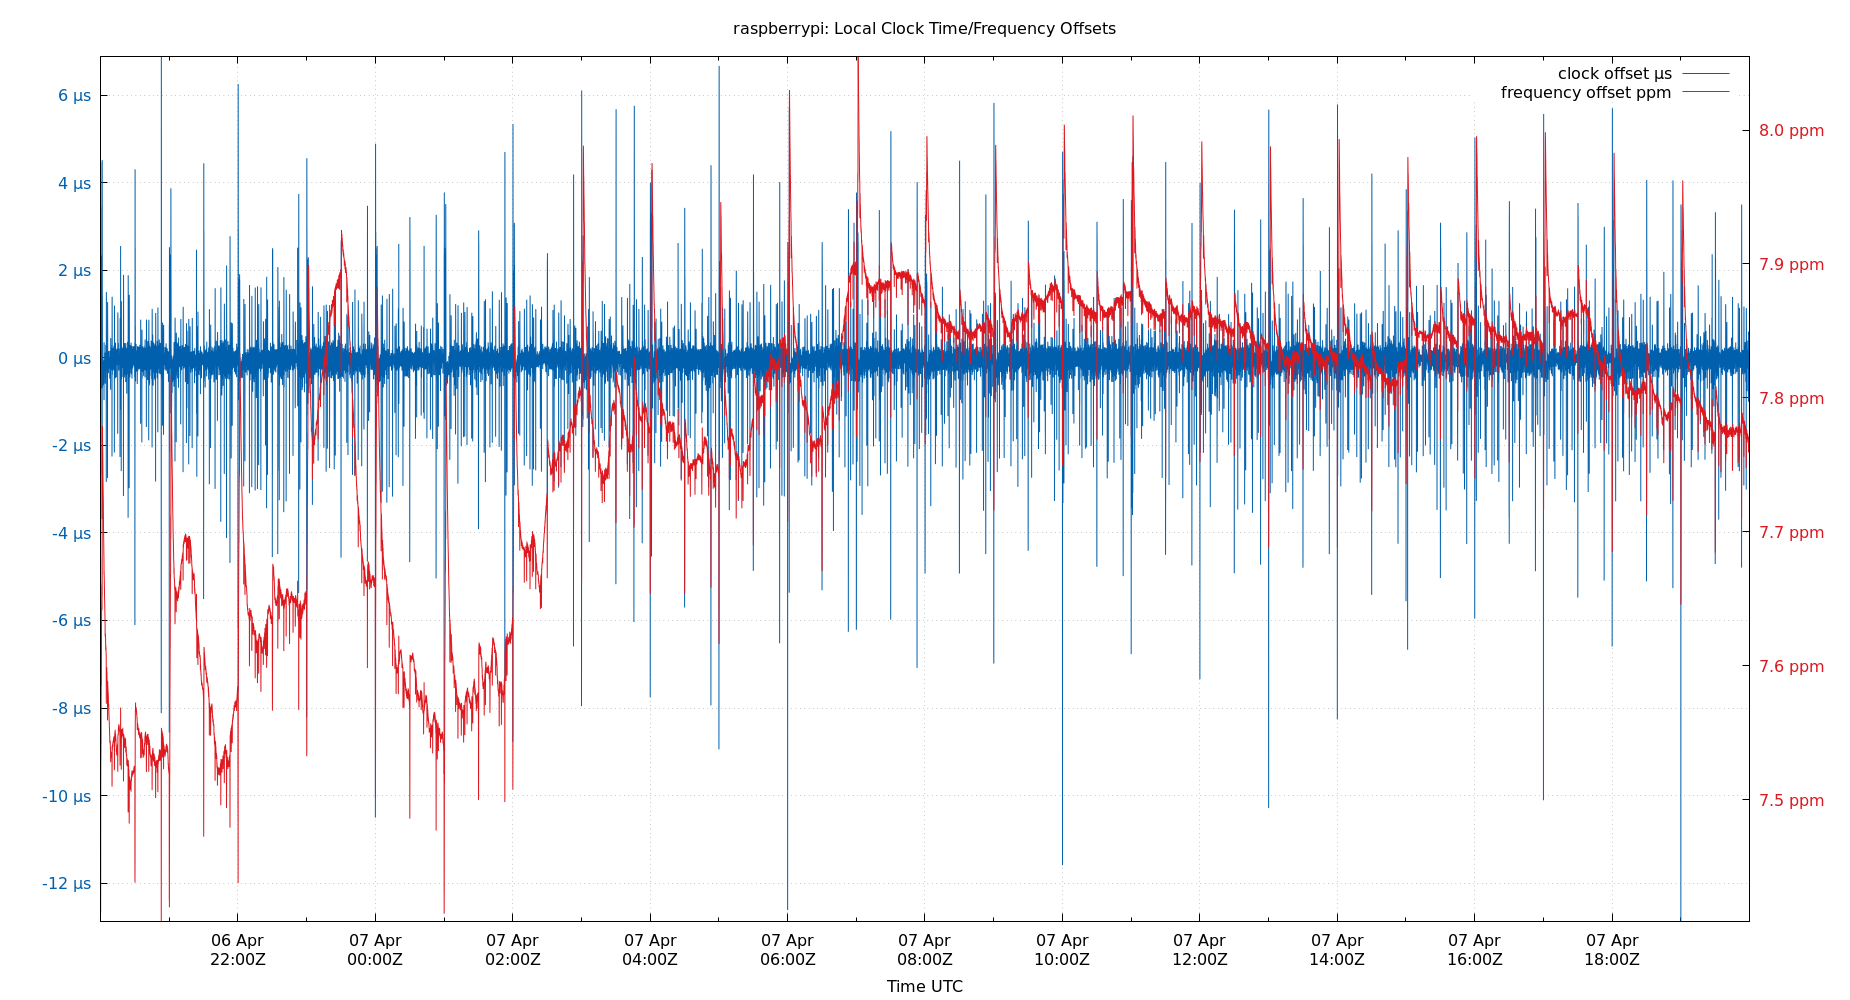 raspberrypi: Local Clock Time/Frequency Offsets
clock offset µs
frequency offset ppm
6 µs
4 µs
2 µs
0 µs
-2 µs
-4 µs
-6 µs
-8 µs
-10 µs
-12 µs
8.0 ppm
7.9 ppm
7.8 ppm
7.7 ppm
7.6 ppm
7.5 ppm
06 Apr
22:00Z
07 Apr
00:00Z
07 Apr
02:00Z
07 Apr
04:00Z
07 Apr
06:00Z
07 Apr
08:00Z
07 Apr
10:00Z
07 Apr
12:00Z
07 Apr
14:00Z
07 Apr
16:00Z
07 Apr
18:00Z
Time UTC